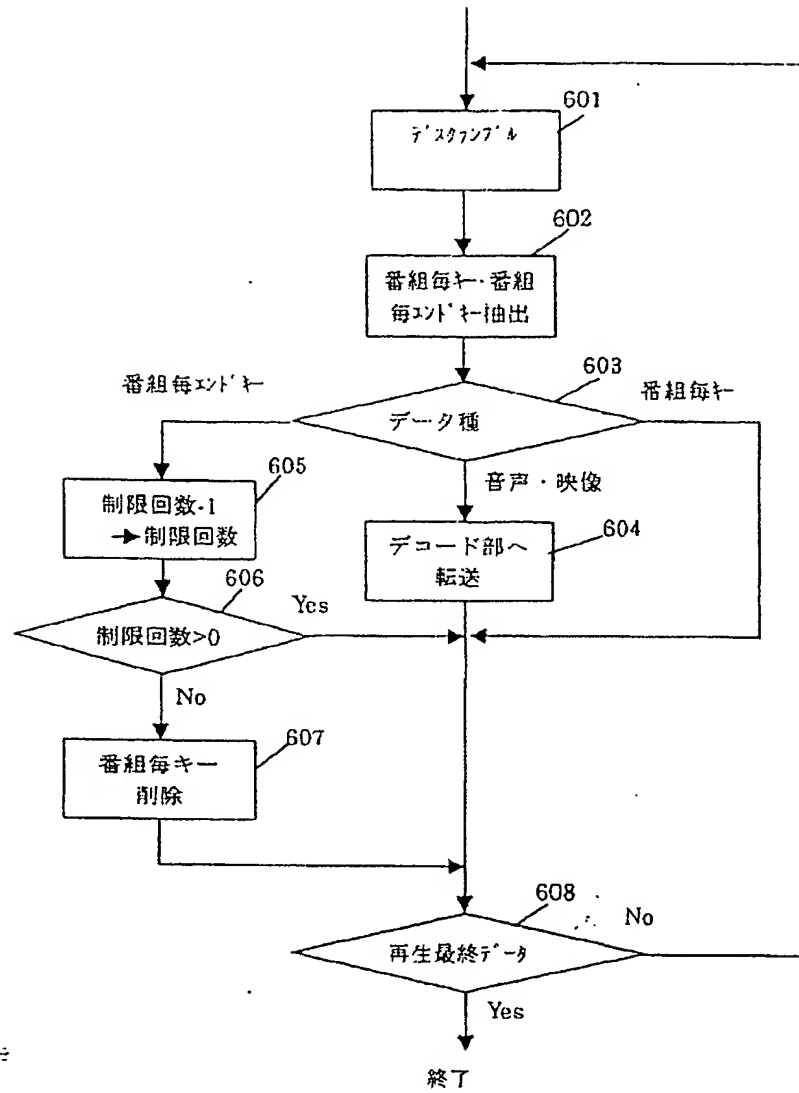 601
デスクランブル
602
番組毎キー・番組
毎エンドキー抽出
603
番組毎エンドキー
番組毎キー
データ種
605
音声・映像
制限回数-1
→制限回数
604
デコード部へ
転送
606
Yes
制限回数>0
No
607
番組毎キー
削除
608
No
再生最終データ
Yes
終了